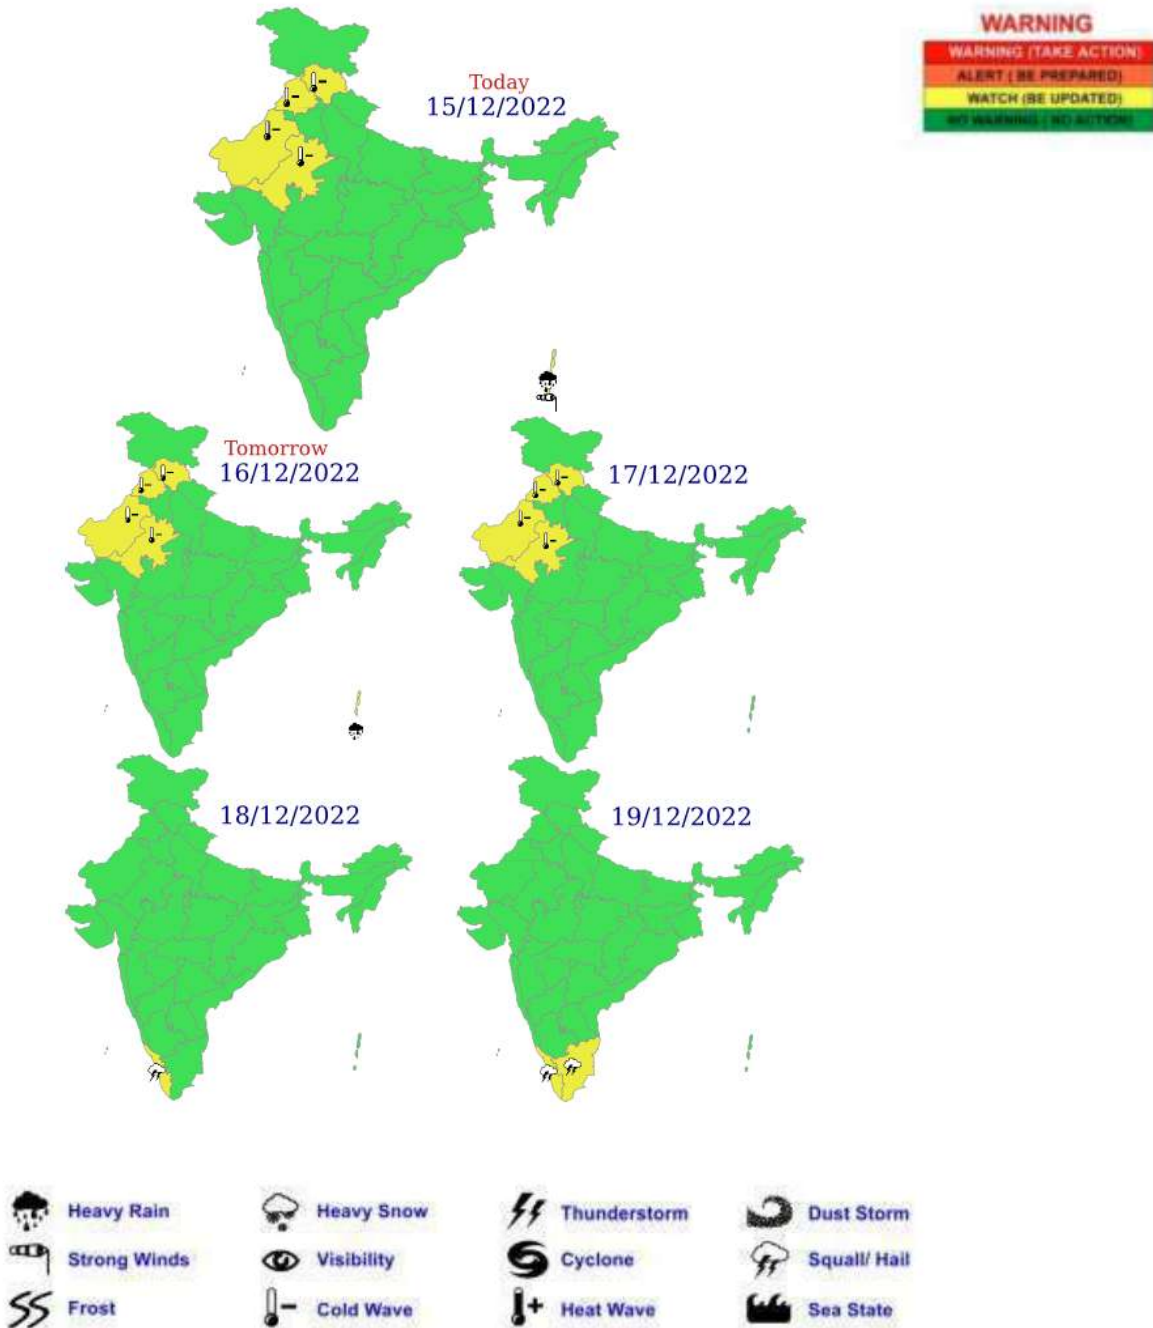 WARNING
WARNING (TAKE ACTION)
ALERT ( BE PREPARED)
WATCH (BE UPDATED)
NO WARNING ( NO ACTION)
Today
15/12/2022
Tomorrow
16/12/2022
17/12/2022
18/12/2022
19/12/2022
Heavy Rain
Heavy Snow
Thunderstorm
Dust Storm
Strong Winds
Visibility
Cyclone
Squall/ Hail
Frost
Cold Wave
Heat Wave
Sea State